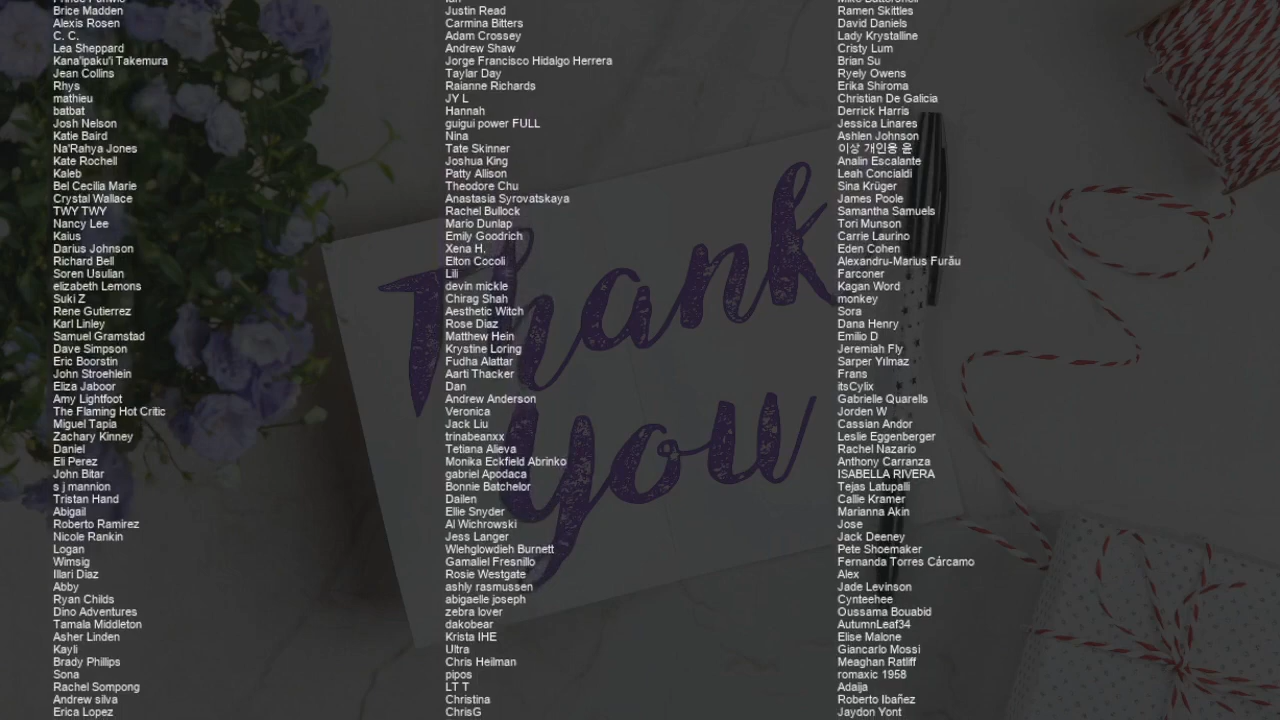 Brice Madden
Alexis Rosen
C. C.
Lea Sheppard
Kana'ipaku'i Takemura
Jean Collins
Rhys
mathieu
batbat
Josh Nelson
Katie Baird
Na'Rahya Jones
Kate Rochell
Kaleb
Bel Cecilia Marie
Crystal Wallace
TWY TWY
Nancy Lee
Kaius
Darius Johnson
Richard Bell
Soren Usulian
elizabeth Lemons
Suki Z
Rene Gutierrez
Karl Linley
Samuel Gramstad
Dave Simpson
Eric Boorstin
John Stroehlein
Eliza Jaboor
Amy Lightfoot
The Flaming Hot Critic
Miguel Tapia
Zachary Kinney
Daniel
Eli Perez
John Bitar
s j mannion
Tristan Hand
Abigail
Roberto Ramirez
Nicole Rankin
Logan
Wimsig
Illari Diaz
Abby
Ryan Childs
Dino Adventures
Tamala Middleton
Asher Linden
Kayli
Brady Phillips
Sona
Rachel Sompong
Andrew silva
Erica Lopez
Justin Read
Carmina Bitters
Adam Crossey
Andrew Shaw
Jorge Francisco Hidalgo Herrera
Taylar Day
Raianne Richards
JY L
Hannah
guigui power FULL
Nina
Tate Skinner
Joshua King
Patty Allison
Theodore Chu
Anastasia Syrovatskaya
Rachel Bullock
Mario Dunlap
Emily Goodrich
Xena H.
Elton Cocoli
Lili
devin mickle
Chirag Shah
Aesthetic Witch
Rose Diaz
Matthew Hein
Krystine Loring
Fudha Alattar
Aarti Thacker
Dan
Andrew Anderson
Veronica
Jack Liu
trinabeanxx
Tetiana Alieva
Monika Eckfield Abrinko
gabriel Apodaca
Bonnie Batchelor
Dailen
Ellie Snyder
Al Wichrowski
Jess Langer
Wlehglowdieh Burnett
Gamaliel Fresnillo
Rosie Westgate
ashly rasmussen
abigaelle joseph
zebra lover
dakobear
Krista IHE
Ultra
Chris Heilman
pipos
LT T
Christina
ChrisG
Ramen Skittles
David Daniels
Lady Krystalline
Cristy Lum
Brian Su
Ryely Owens
Erika Shiroma
Christian De Galicia
Derrick Harris
Jessica Linares
Ashlen Johnson
이상 개인용 윤
Analin Escalante
Leah Concialdi
Sina Krüger
James Poole
Samantha Samuels
Tori Munson
Carrie Laurino
Eden Cohen
Alexandru-Marius Furău
Farconer
Kagan Word
monkey
Sora
Dana Henry
Emilio D
Jeremiah Fly
Sarper Yılmaz
Frans
itsCylix
Gabrielle Quarells
Jorden W
Cassian Andor
Leslie Eggenberger
Rachel Nazario
Anthony Carranza
ISABELLA RIVERA
Tejas Latupalli
Callie Kramer
Marianna Akin
Jose
Jack Deeney
Pete Shoemaker
Fernanda Torres Cárcamo
Alex
Jade Levinson
Cynteehee
Oussama Bouabid
AutumnLeaf34
Elise Malone
Giancarlo Mossi
Meaghan Ratliff
romaxic 1958
Adaija
Roberto Ibañez
Jaydon Yont
Thank
you